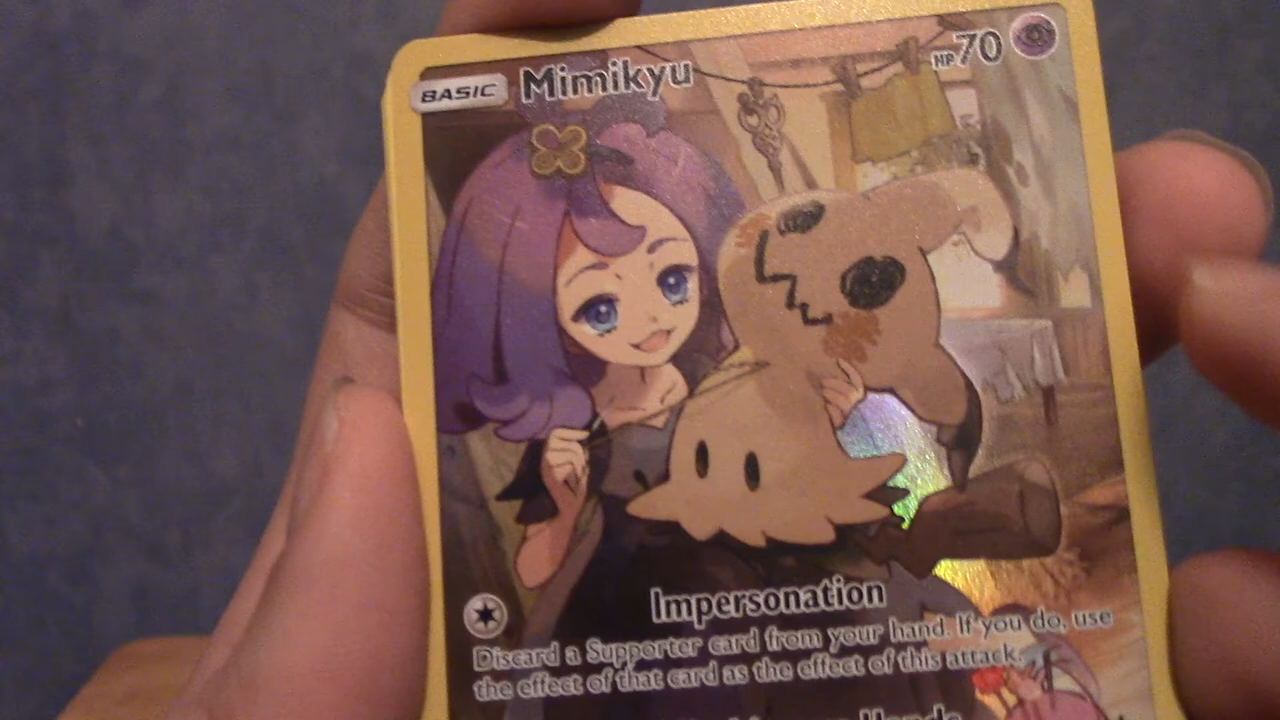 BASIC Mimikyu HP70
Impersonation
Discard a Supporter card from your hand. If you do, use
the effect of that card as the effect of this attack.
Hands